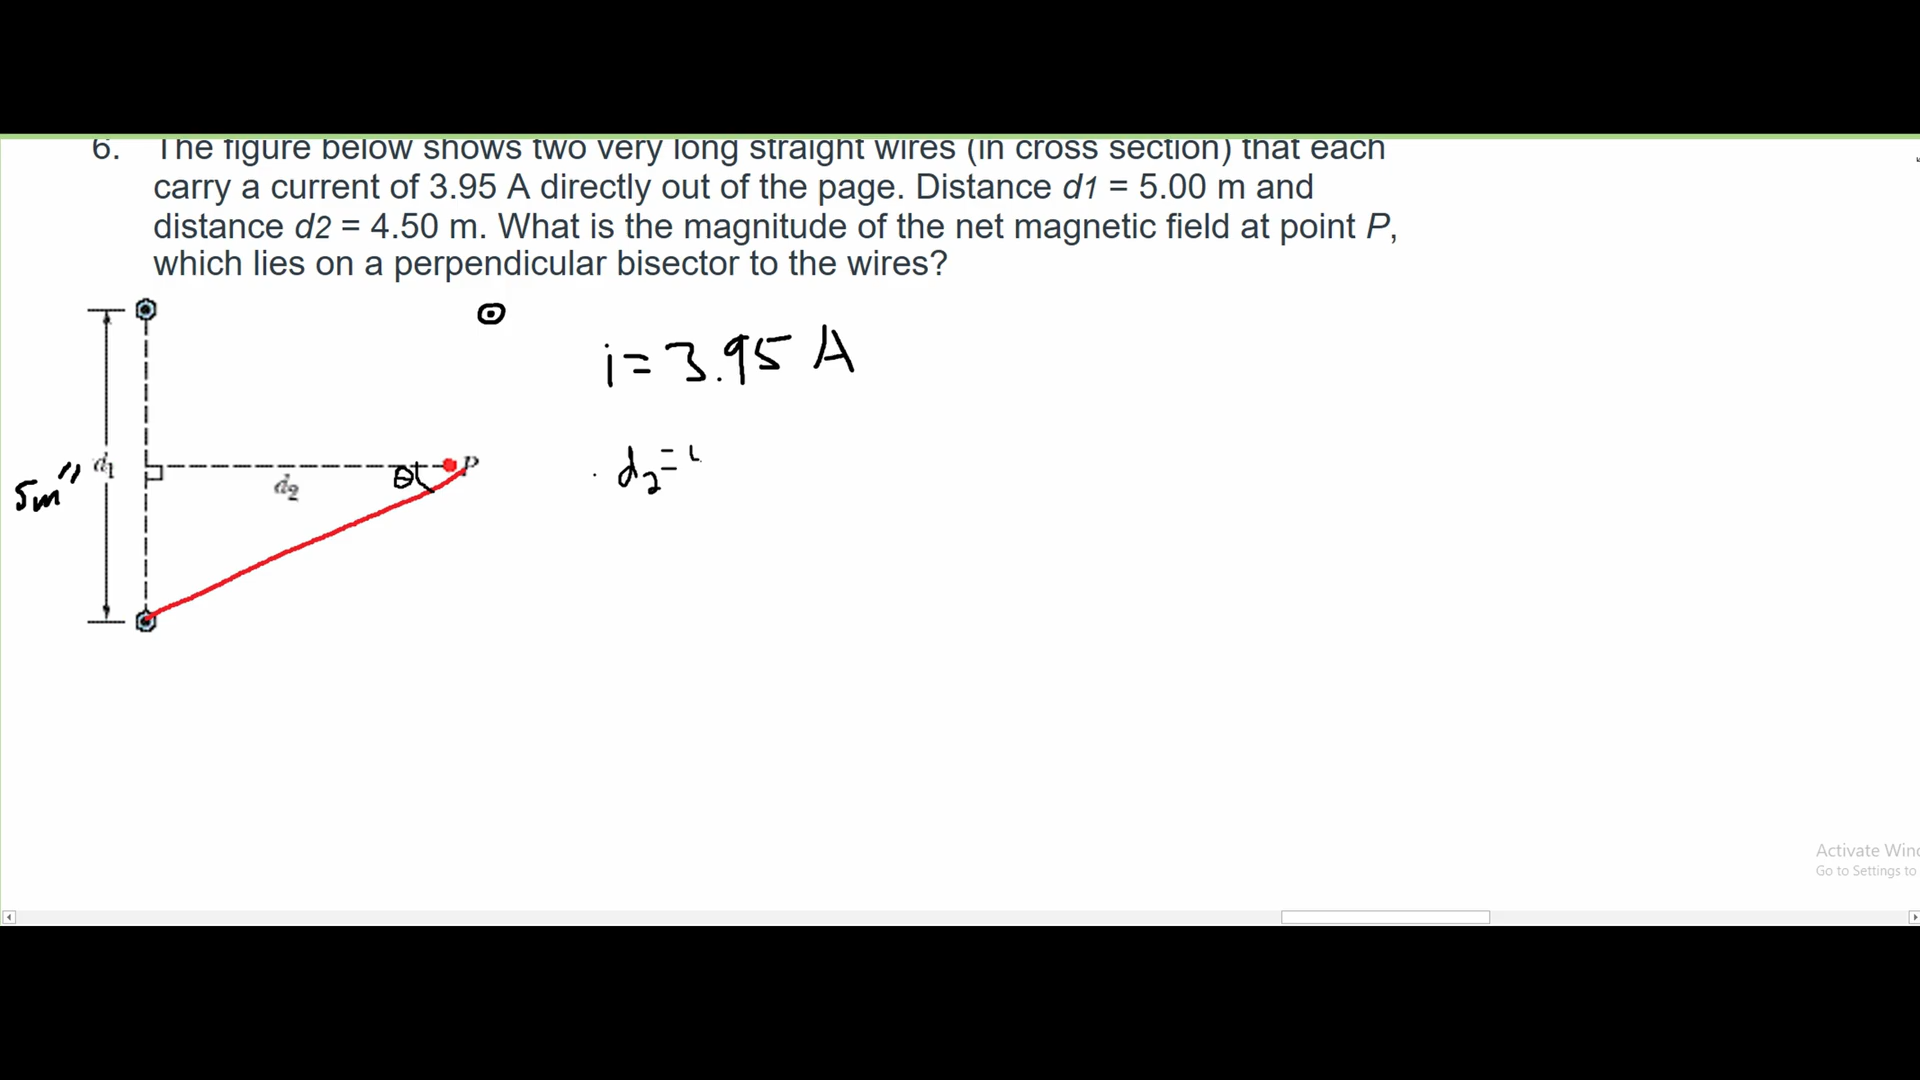 6. The figure below shows two very long straight wires (in cross section) that each
carry a current of 3.95 A directly out of the page. Distance d1 = 5.00 m and
distance d2 = 4.50 m. What is the magnitude of the net magnetic field at point P,
which lies on a perpendicular bisector to the wires?
i = 3.95 A
d1
θ
P
5m
d2
d2 =
Activate Wind
Go to Settings to